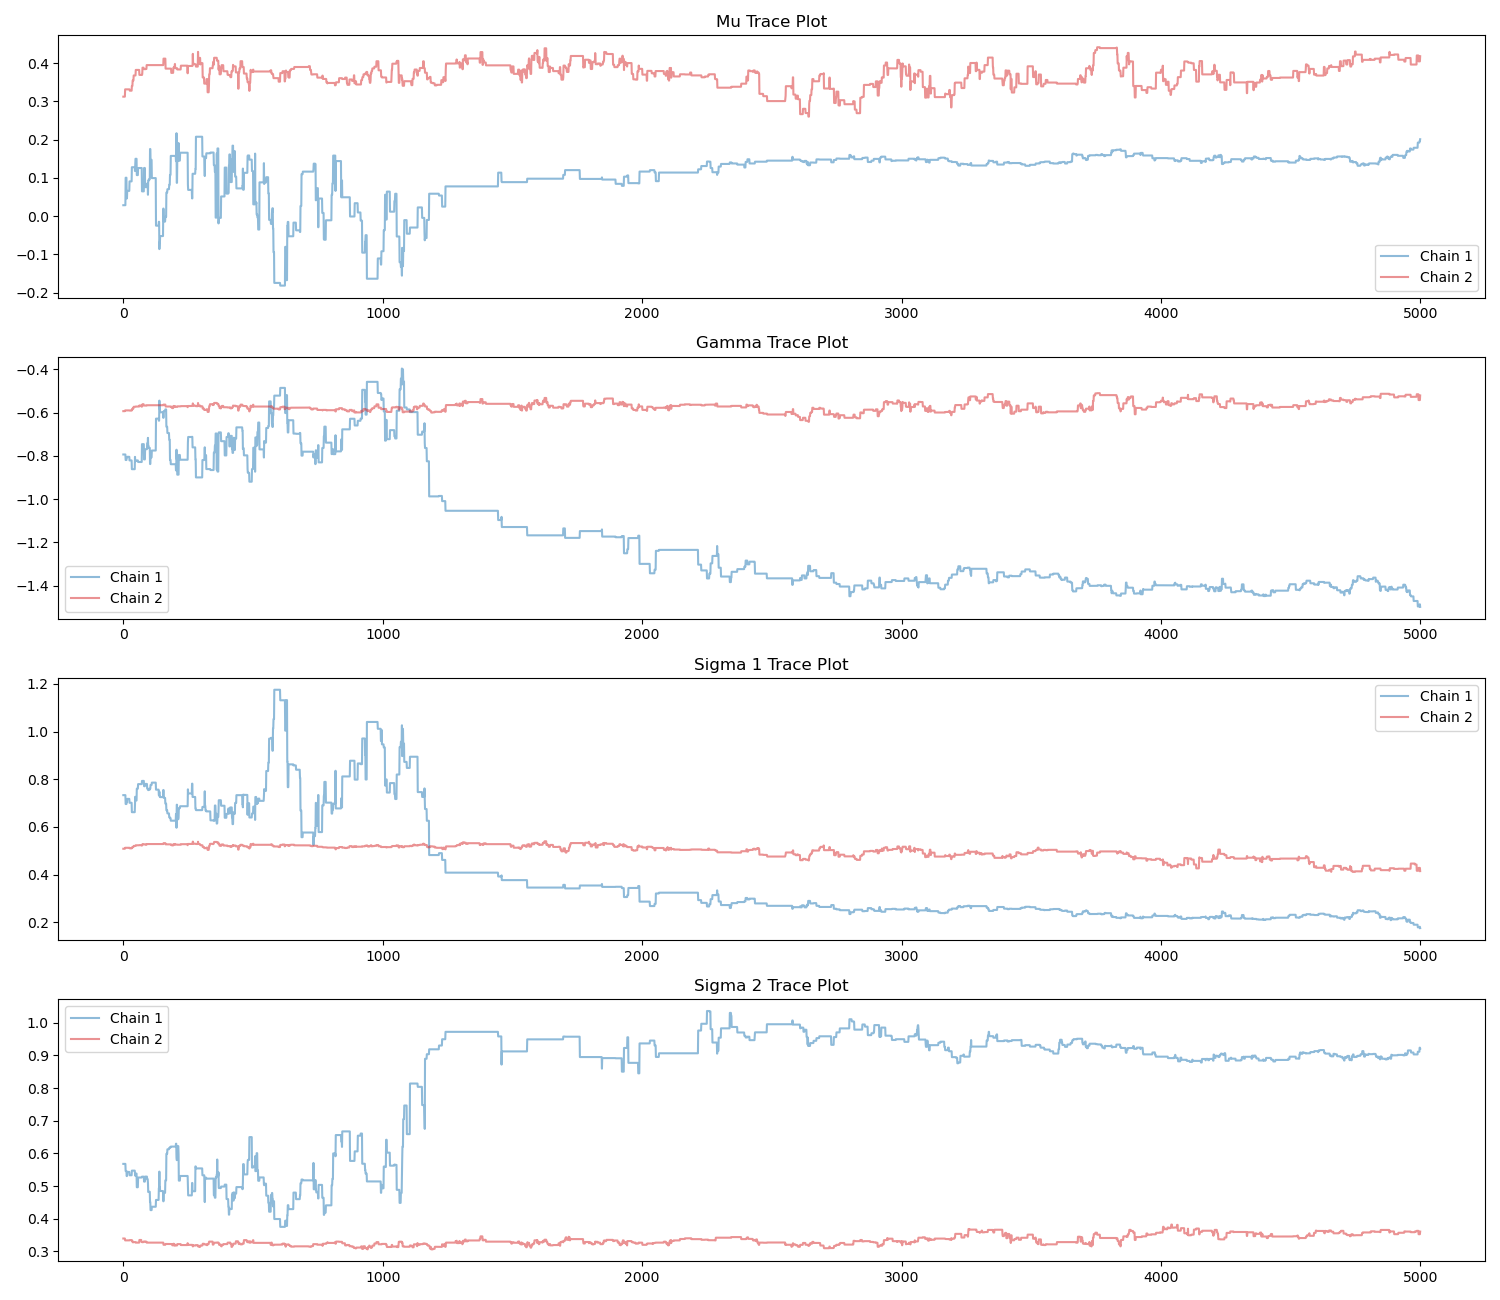 Mu Trace Plot
0.4
0.3
0.2
0.1
0.0
−0.1
−0.2
Chain 1
Chain 2
0 1000 2000 3000 4000 5000
Gamma Trace Plot
−0.4
−0.6
−0.8
−1.0
−1.2
−1.4
Chain 1
Chain 2
0 1000 2000 3000 4000 5000
Sigma 1 Trace Plot
1.2
1.0
0.8
0.6
0.4
0.2
Chain 1
Chain 2
0 1000 2000 3000 4000 5000
Sigma 2 Trace Plot
Chain 1
Chain 2
1.0
0.9
0.8
0.7
0.6
0.5
0.4
0.3
0 1000 2000 3000 4000 5000